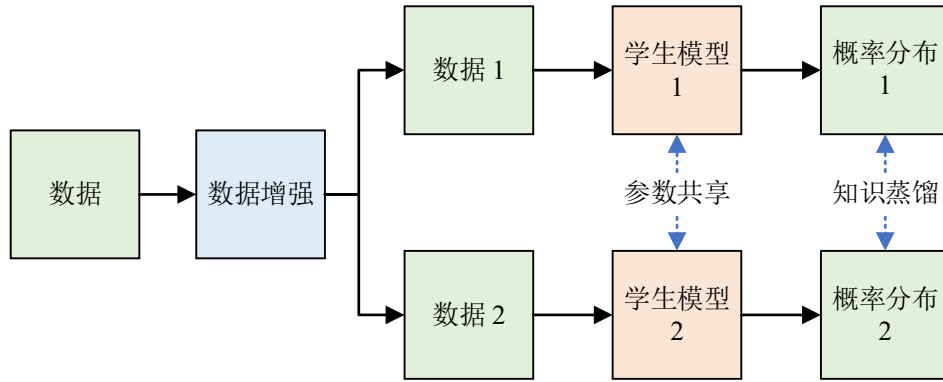 数据
数据增强
数据 1
学生模型
1
概率分布
1
参数共享
知识蒸馏
数据 2
学生模型
2
概率分布
2